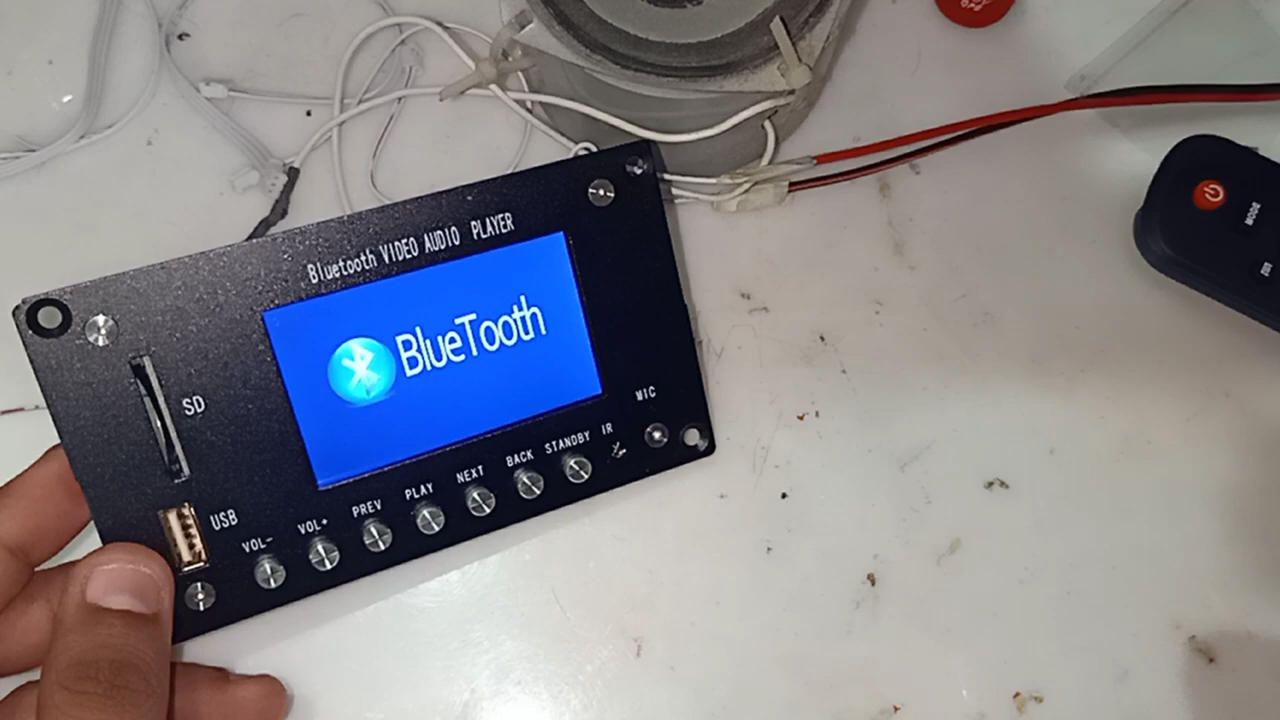 Bluetooth VIDEO AUDIO PLAYER
BlueTooth
SD
USB
VOL-
VOL+
PREV
PLAY
NEXT
BACK
STANDBY
IR
MIC
MODE